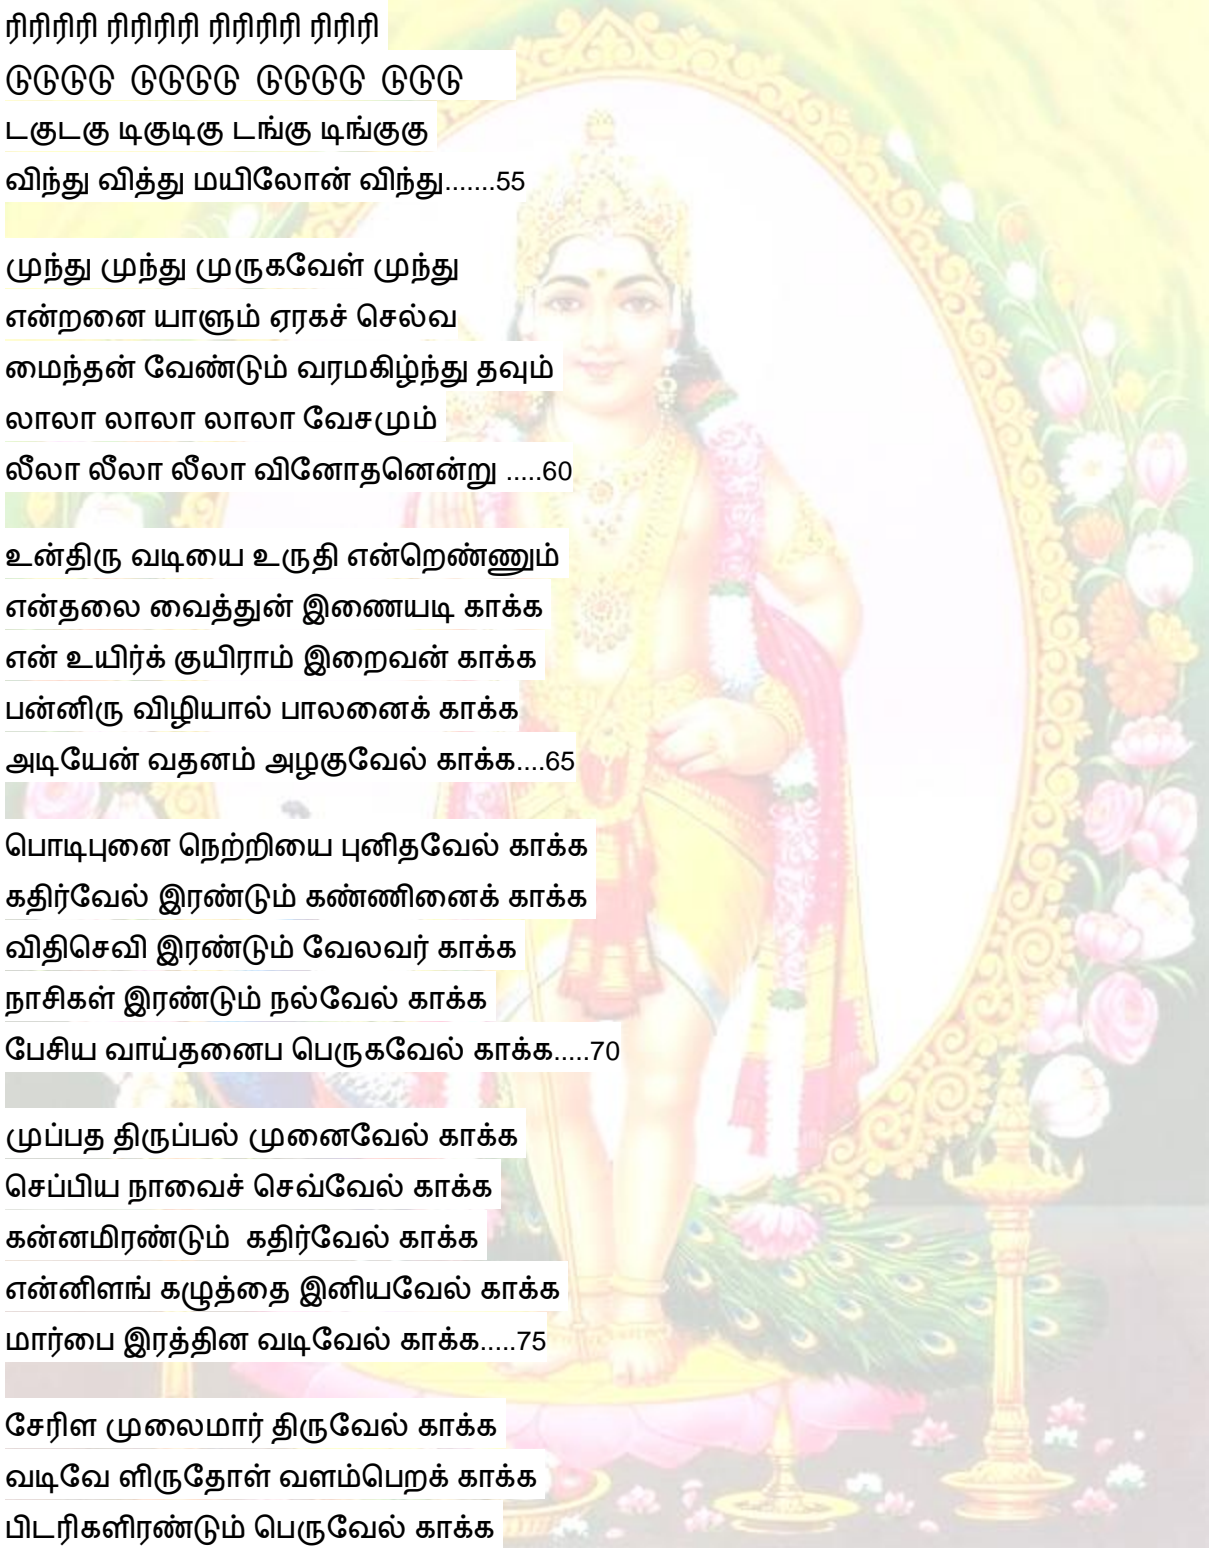 ரிரிரிரி ரிரிரிரி ரிரிரிரி ரிரிரி
டுடுடுடு டுடுடுடு டுடுடுடு டுடுடு
டகுடகு டிகுடிகு டங்கு டிங்குகு
விந்து வித்து மயிலோன் விந்து.......55
முந்து முந்து முருகவேள் முந்து
என்றனை யாளும் ஏரகச் செல்வ
மைந்தன் வேண்டும் வரமகிழ்ந்து தவும்
லாலா லாலா லாலா வேசமும்
லீலா லீலா லீலா வினோதனென்று .....60
உன்திரு வடியை உருதி என்றெண்ணும்
என்தலை வைத்துன் இணையடி காக்க
என் உயிர்க் குயிராம் இறைவன் காக்க
பன்னிரு விழியால் பாலனைக் காக்க
அடியேன் வதனம் அழகுவேல் காக்க....65
பொடிபுனை நெற்றியை புனிதவேல் காக்க
கதிர்வேல் இரண்டும் கண்ணினைக் காக்க
விதிசெவி இரண்டும் வேலவர் காக்க
நாசிகள் இரண்டும் நல்வேல் காக்க
பேசிய வாய்தனைப பெருகவேல் காக்க.....70
முப்பத திருப்பல் முனைவேல் காக்க
செப்பிய நாவைச் செவ்வேல் காக்க
கன்னமிரண்டும் கதிர்வேல் காக்க
என்னிளங் கழுத்தை இனியவேல் காக்க
மார்பை இரத்தின வடிவேல் காக்க.....75
சேரிள முலைமார் திருவேல் காக்க
வடிவே ளிருதோள் வளம்பெறக் காக்க
பிடரிகளிரண்டும் பெருவேல் காக்க